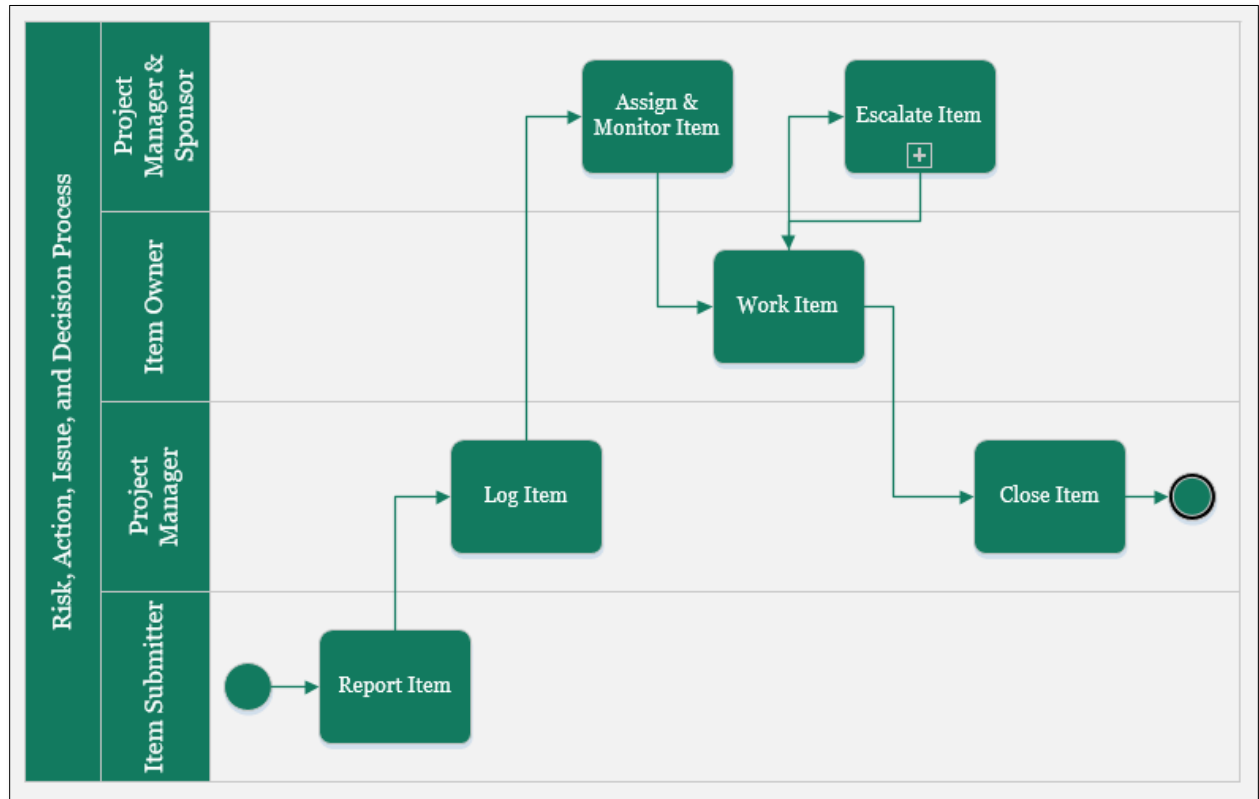 Risk, Action, Issue, and Decision Process
Project
Manager &
Sponsor
Assign &
Monitor Item
Escalate Item
Item Owner
Work Item
Project
Manager
Log Item
Close Item
Item Submitter
Report Item